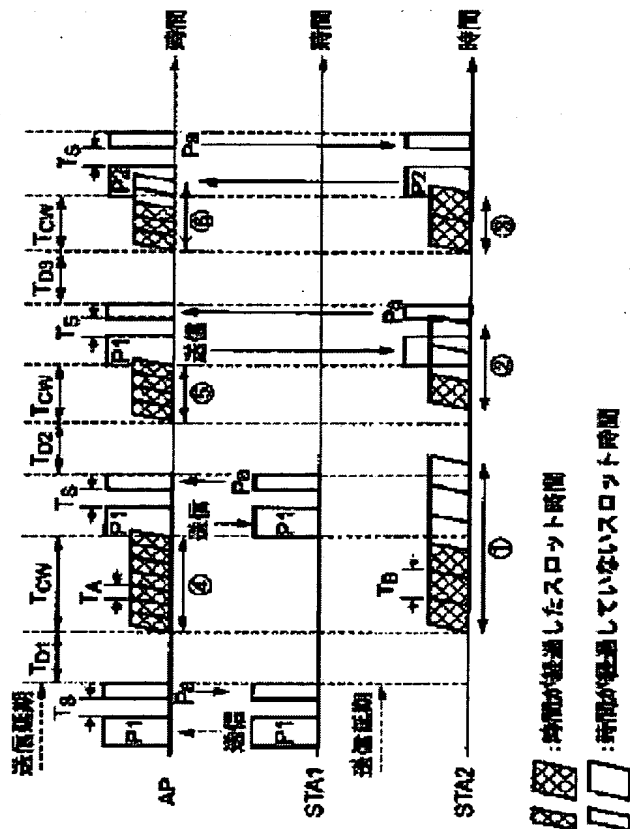 送信延期
TS
TD1
TCW
TA
TS
TD2
TCW
TS
TD3
TCW
TS
AP
P1
Pa
④
P1
Pa
⑤
P1
⑥
P2
Pa
時間
送信
送信
送信
STA1
P1
P1
Pa
時間
送信延期
STA2
TB
①
②
Pa
③
P2
時間
:時間が経過したスロット時間
:時間が経過していないスロット時間